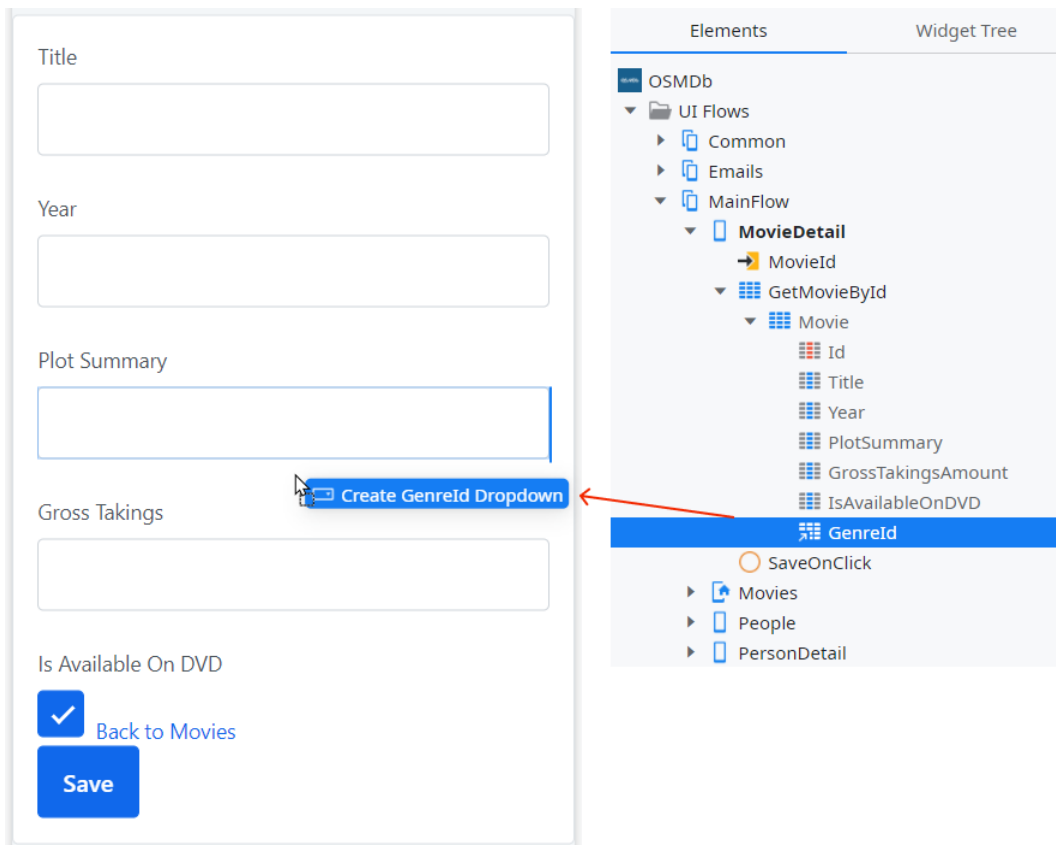 Title
Year
Plot Summary
Create GenreId Dropdown
Gross Takings
Is Available On DVD
Back to Movies
Save
Elements
Widget Tree
OSMDb
UI Flows
Common
Emails
MainFlow
MovieDetail
MovieId
GetMovieById
Movie
Id
Title
Year
PlotSummary
GrossTakingsAmount
IsAvailableOnDVD
GenreId
SaveOnClick
Movies
People
PersonDetail